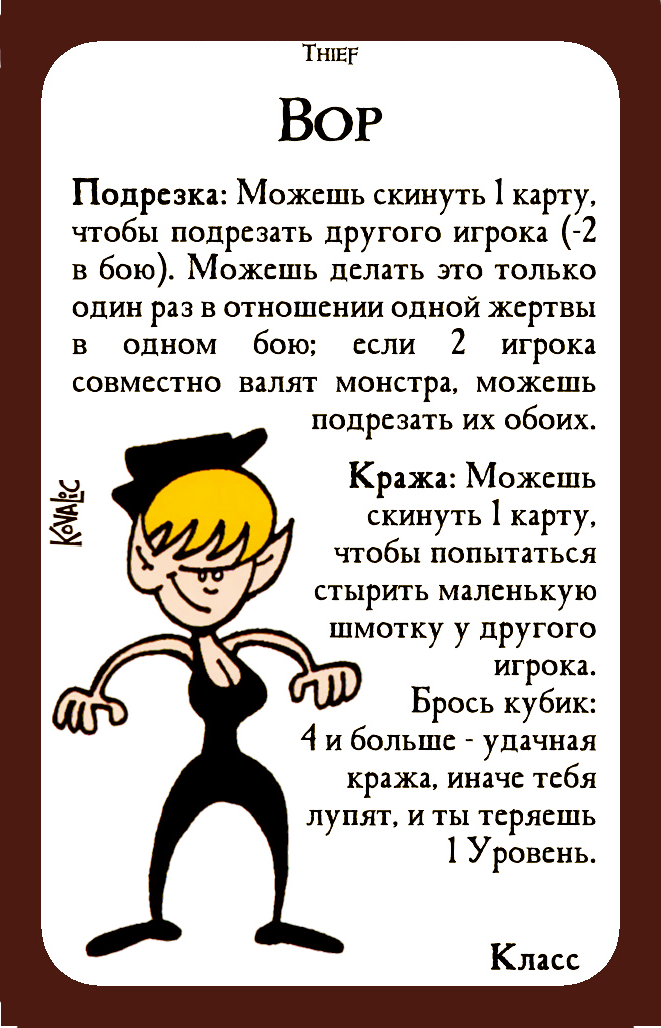 Thief
Вор
Подрезка: Можешь скинуть 1 карту,
чтобы подрезать другого игрока (-2
в бою). Можешь делать это только
один раз в отношении одной жертвы
в одном бою; если 2 игрока
совместно валят монстра, можешь
подрезать их обоих.
Kovalic
Кража: Можешь
скинуть 1 карту,
чтобы попытаться
стырить маленькую
шмотку у другого
игрока.
Брось кубик:
4 и больше - удачная
кража, иначе тебя
лупят, и ты теряешь
1 Уровень.
Класс